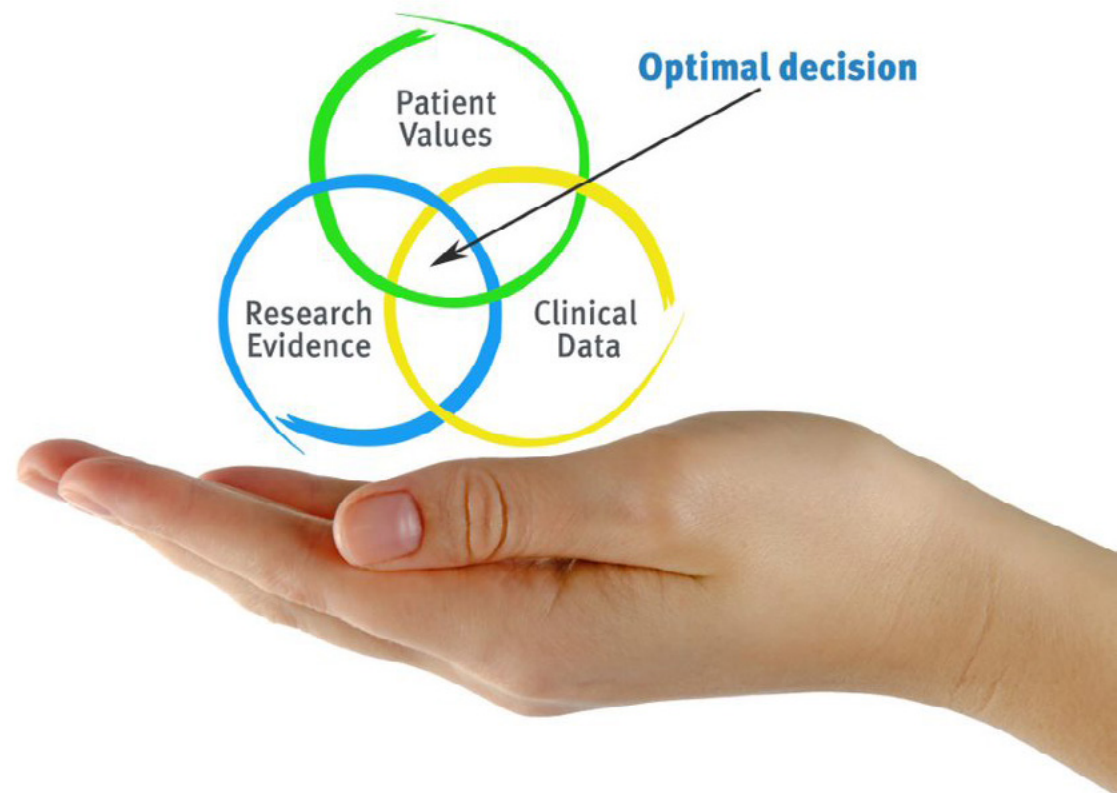 Optimal decision
Patient
Values
Research
Evidence
Clinical
Data